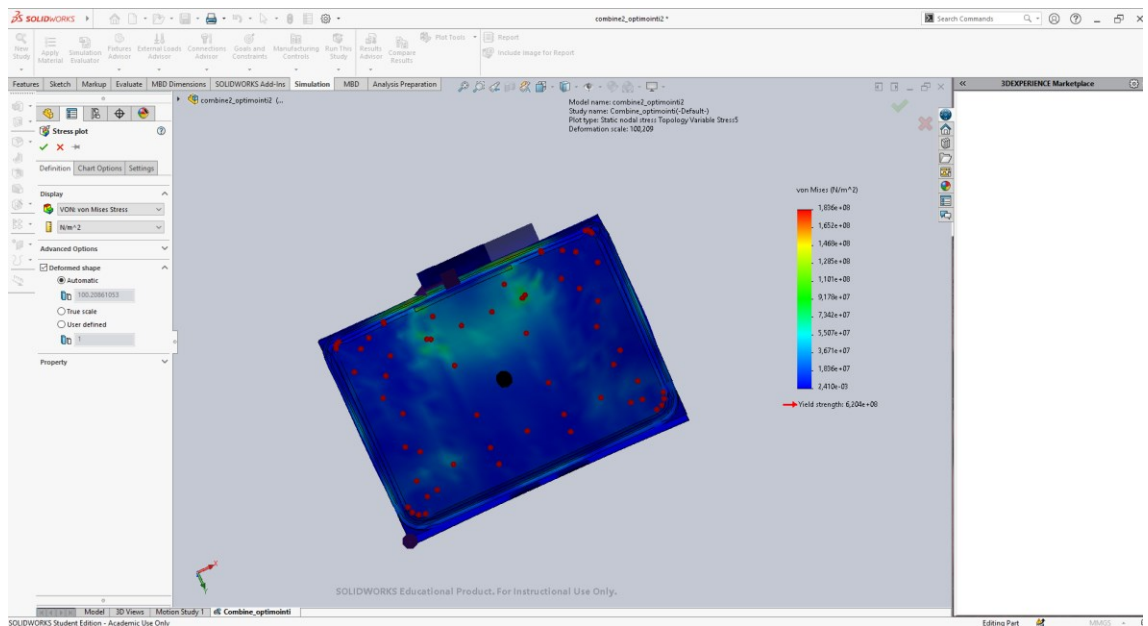 SOLIDWORKS
combine2_optimointi2 *
Search Commands
New Study
Apply Material
Simulation Evaluator
Fixtures Advisor
External Loads Advisor
Connections Advisor
Goals and Constraints
Manufacturing Controls
Run This Study
Results Advisor
Compare Results
Plot Tools
Report
Include Image for Report
Features Sketch Markup Evaluate MBD Dimensions SOLIDWORKS Add-Ins Simulation MBD Analysis Preparation
3DEXPERIENCE Marketplace
combine2_optimointi2 (...
Model name: combine2_optimointi2
Study name: Combine_optimointi(-Default-)
Plot type: Static nodal stress Topology Variable Stress5
Deformation scale: 100,209
Stress plot
Definition Chart Options Settings
Display
VON: von Mises Stress
N/m^2
Advanced Options
Deformed shape
Automatic
100.20861053
True scale
User defined
1
Property
von Mises (N/m^2)
1,836e+08
1,652e+08
1,469e+08
1,285e+08
1,101e+08
9,178e+07
7,342e+07
5,507e+07
3,671e+07
1,836e+07
2,410e-03
Yield strength: 6,204e+08
SOLIDWORKS Educational Product. For Instructional Use Only.
Model 3D Views Motion Study 1 Combine_optimointi
SOLIDWORKS Student Edition - Academic Use Only
Editing Part
MMGS